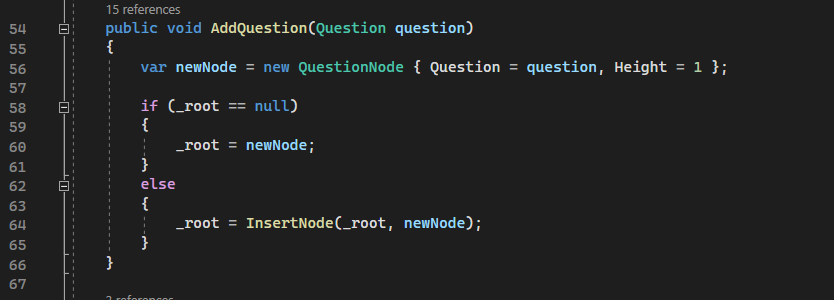 15 references
54 public void AddQuestion(Question question)
55 {
56 var newNode = new QuestionNode { Question = question, Height = 1 };
57
58 if (_root == null)
59 {
60 _root = newNode;
61 }
62 else
63 {
64 _root = InsertNode(_root, newNode);
65 }
66 }
67
references